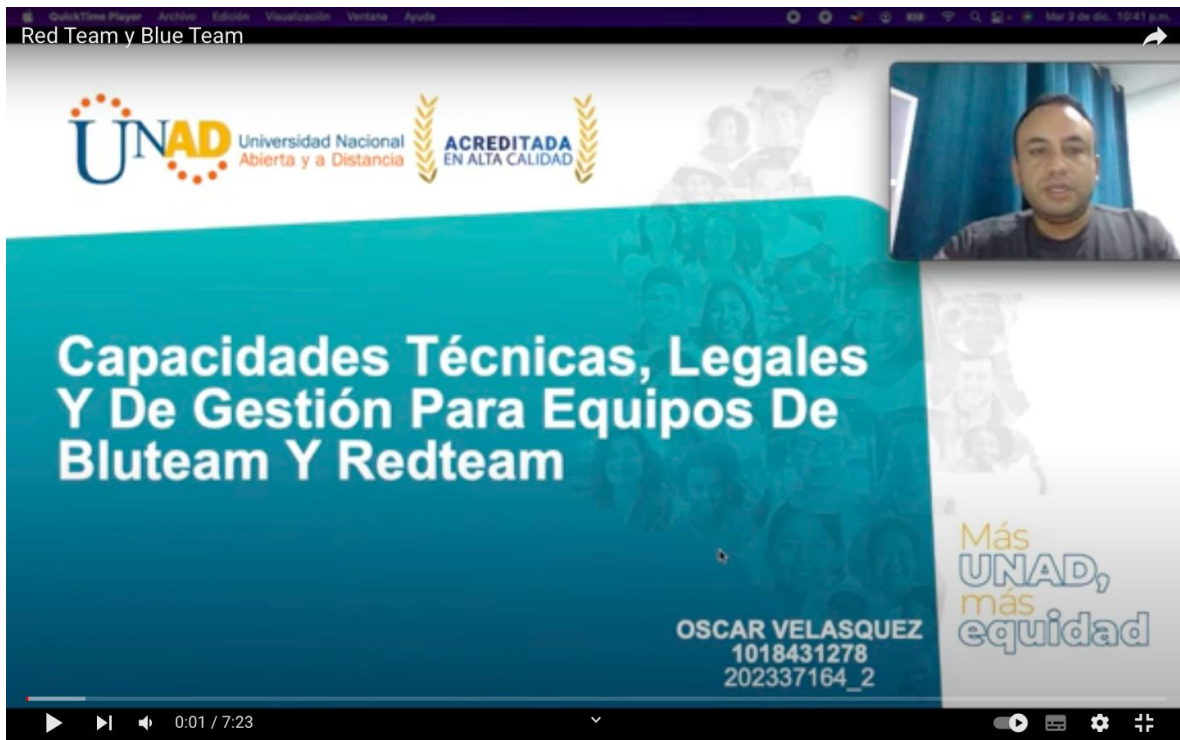 QuickTime Player Archivo Edición Visualización Ventana Ayuda
Mar 3 de dic. 10:41 p.m.
Red Team y Blue Team
UNAD
Universidad Nacional
Abierta y a Distancia
ACREDITADA
EN ALTA CALIDAD
Capacidades Técnicas, Legales
Y De Gestión Para Equipos De
Bluteam Y Redteam
Más
UNAD,
más
equidad
OSCAR VELASQUEZ
1018431278
202337164_2
0:01 / 7:23